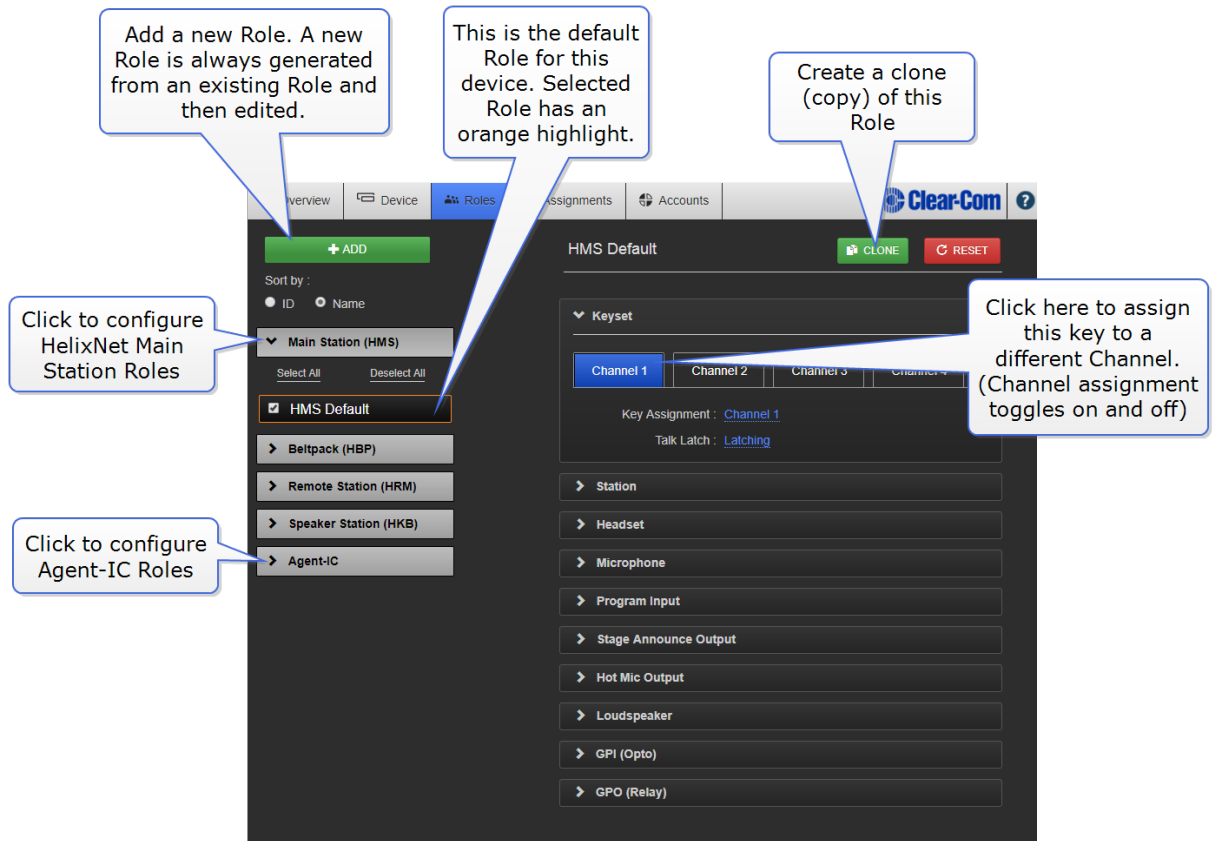 Add a new Role. A new
Role is always generated
from an existing Role and
then edited.
This is the default
Role for this
device. Selected
Role has an
orange highlight.
Create a clone
(copy) of this
Role
verview
Device
Roles
Assignments
Accounts
Clear-Com
?
ADD
HMS Default
CLONE
RESET
Sort by :
ID
Name
Click to configure
HelixNet Main
Station Roles
Main Station (HMS)
Select All
Deselect All
HMS Default
Beltpack (HBP)
Remote Station (HRM)
Speaker Station (HKB)
Agent-IC
Click to configure
Agent-IC Roles
Keyset
Channel 1
Channel 2
Channel 3
Channel 4
Click here to assign
this key to a
different Channel.
(Channel assignment
toggles on and off)
Key Assignment : Channel 1
Talk Latch : Latching
Station
Headset
Microphone
Program Input
Stage Announce Output
Hot Mic Output
Loudspeaker
GPI (Opto)
GPO (Relay)